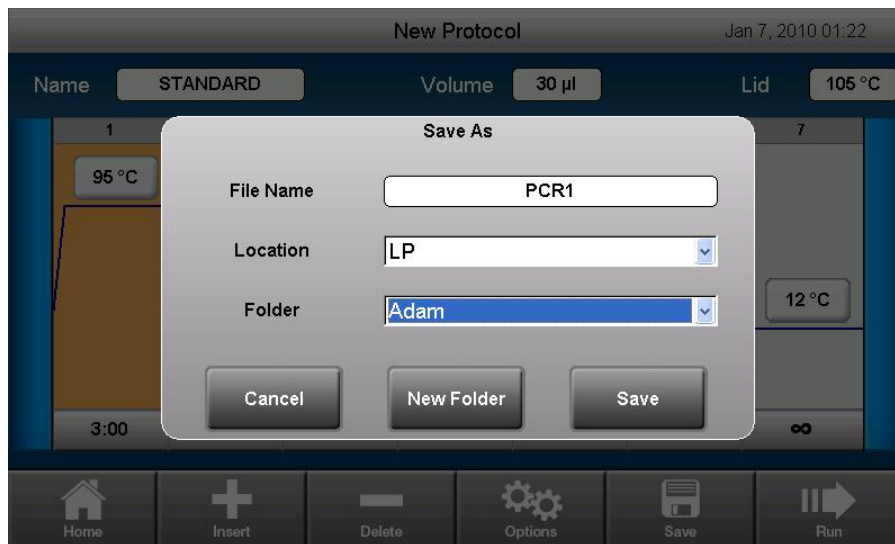 New Protocol Jan 7, 2010 01:22
Name STANDARD Volume 30 µl Lid 105 °C
1 7
Save As
95 °C
File Name PCR1
Location LP
Folder Adam
12 °C
Cancel New Folder Save
3:00 ∞
Home Insert Delete Options Save Run